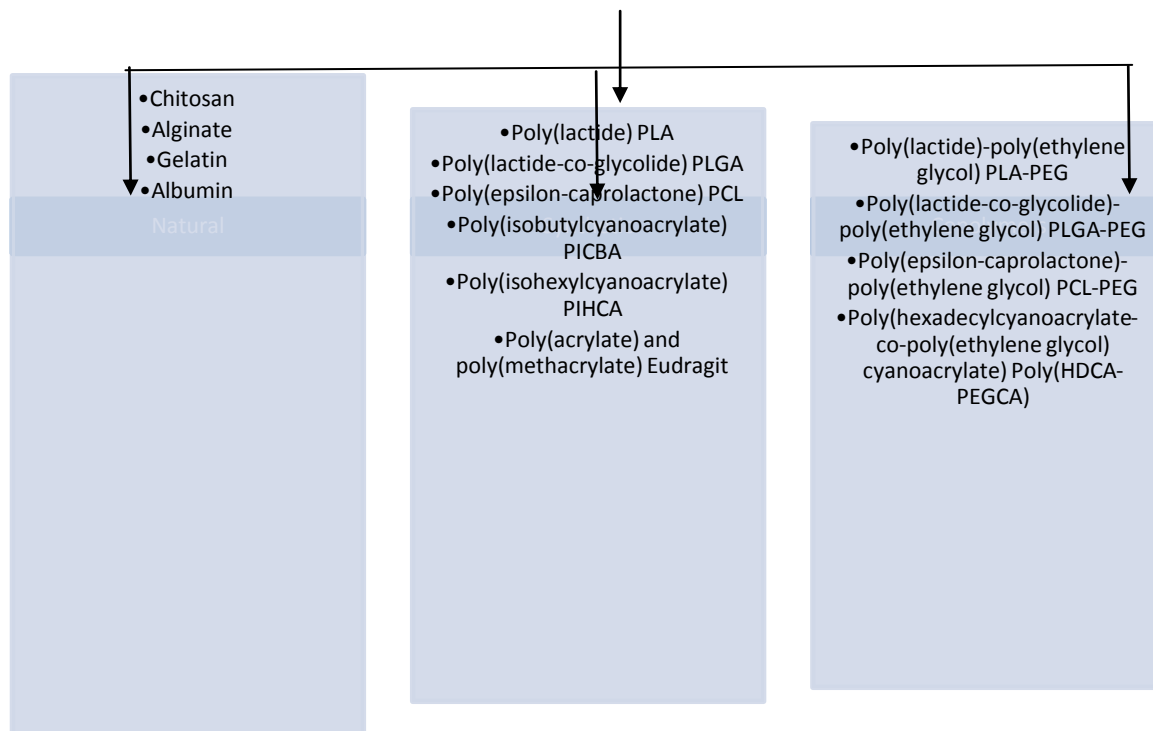 •Chitosan
•Alginate
•Gelatin
•Albumin
Natural
•Poly(lactide) PLA
•Poly(lactide-co-glycolide) PLGA
•Poly(epsilon-caprolactone) PCL
•Poly(isobutylcyanoacrylate)
PICBA
•Poly(isohexylcyanoacrylate)
PIHCA
•Poly(acrylate) and
poly(methacrylate) Eudragit
•Poly(lactide)-poly(ethylene
glycol) PLA-PEG
•Poly(lactide-co-glycolide)-
poly(ethylene glycol) PLGA-PEG
•Poly(epsilon-caprolactone)-
poly(ethylene glycol) PCL-PEG
•Poly(hexadecylcyanoacrylate-
co-poly(ethylene glycol)
cyanoacrylate) Poly(HDCA-
PEGCA)